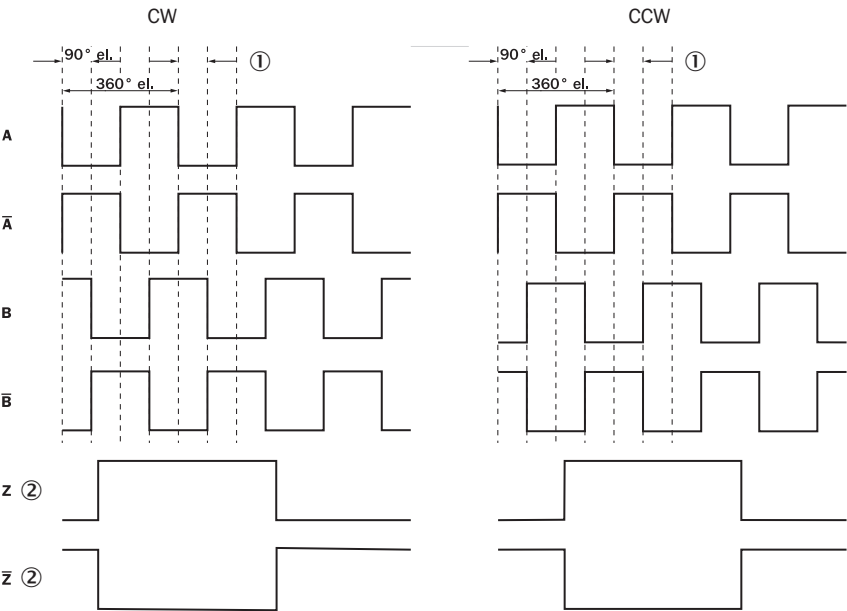 CW CCW
90° el. ① 90° el. ①
360° el. 360° el.
A
A̅
B
B̅
Z ②
Z̅ ②